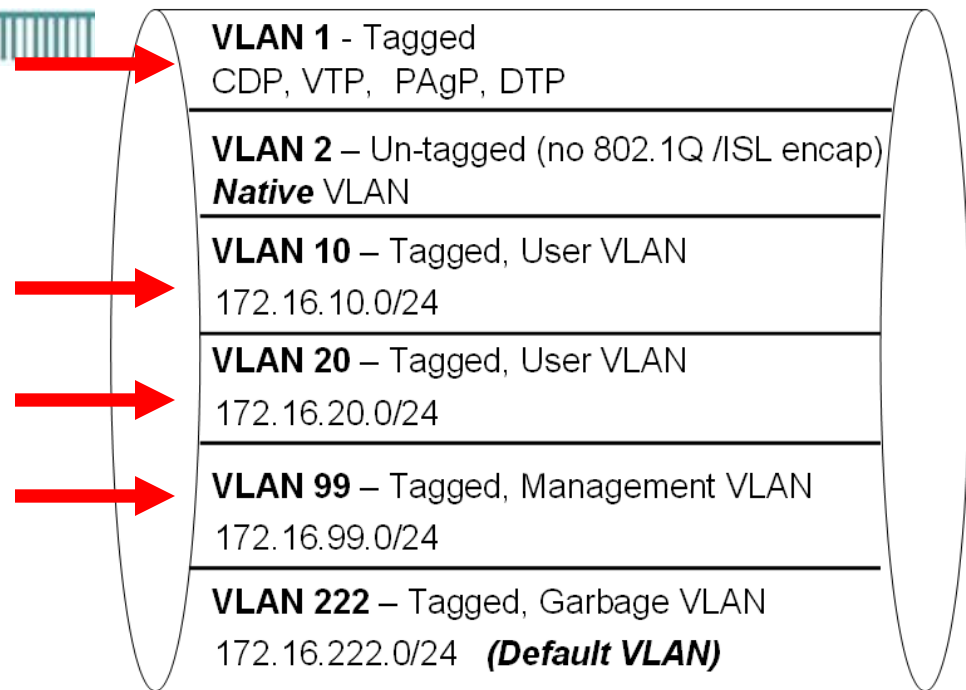 VLAN 1 - Tagged
CDP, VTP, PAgP, DTP
VLAN 2 – Un-tagged (no 802.1Q /ISL encap)
Native VLAN
VLAN 10 – Tagged, User VLAN
172.16.10.0/24
VLAN 20 – Tagged, User VLAN
172.16.20.0/24
VLAN 99 – Tagged, Management VLAN
172.16.99.0/24
VLAN 222 – Tagged, Garbage VLAN
172.16.222.0/24 (Default VLAN)